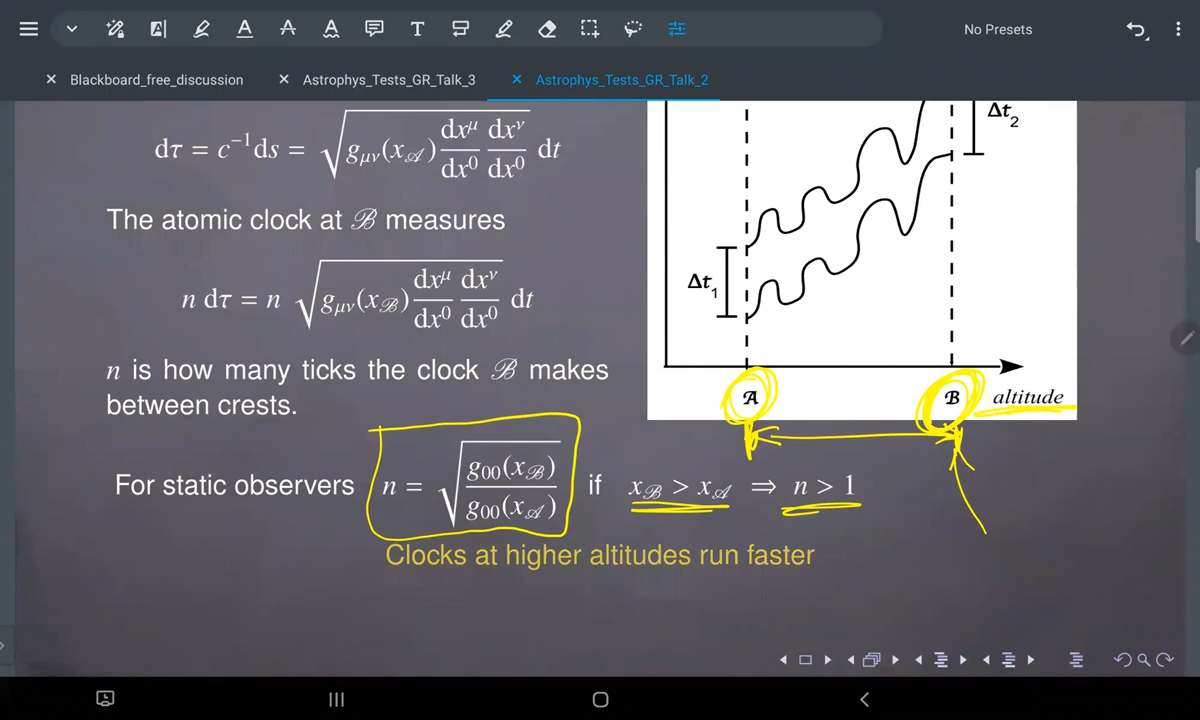 No Presets
Blackboard_free_discussion
Astrophys_Tests_GR_Talk_3
Astrophys_Tests_GR_Talk_2
dτ = c⁻¹ds = √(g_μν(x_𝒜) dx^μ/dx⁰ dx^ν/dx⁰) dt
The atomic clock at ℬ measures
n dτ = n √(g_μν(x_ℬ) dx^μ/dx⁰ dx^ν/dx⁰) dt
n is how many ticks the clock ℬ makes
between crests.
For static observers n = √(g₀₀(x_ℬ)/g₀₀(x_𝒜)) if x_ℬ > x_𝒜 ⇒ n > 1
Clocks at higher altitudes run faster
Δt₂
Δt₁
𝒜
ℬ
altitude